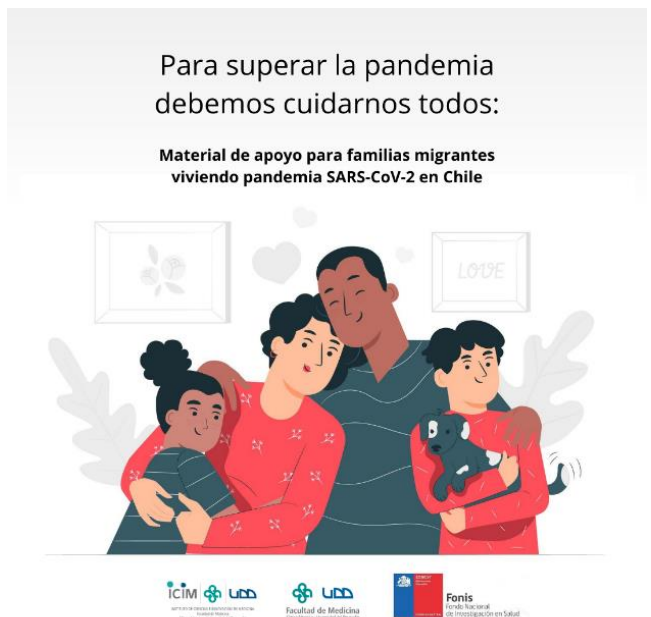 Para superar la pandemia
debemos cuidarnos todos:
Material de apoyo para familias migrantes
viviendo pandemia SARS-CoV-2 en Chile
LOVE
iCIM UDD
UDD
Facultad de Medicina
Fonis
Fondo Nacional
de Investigación en Salud